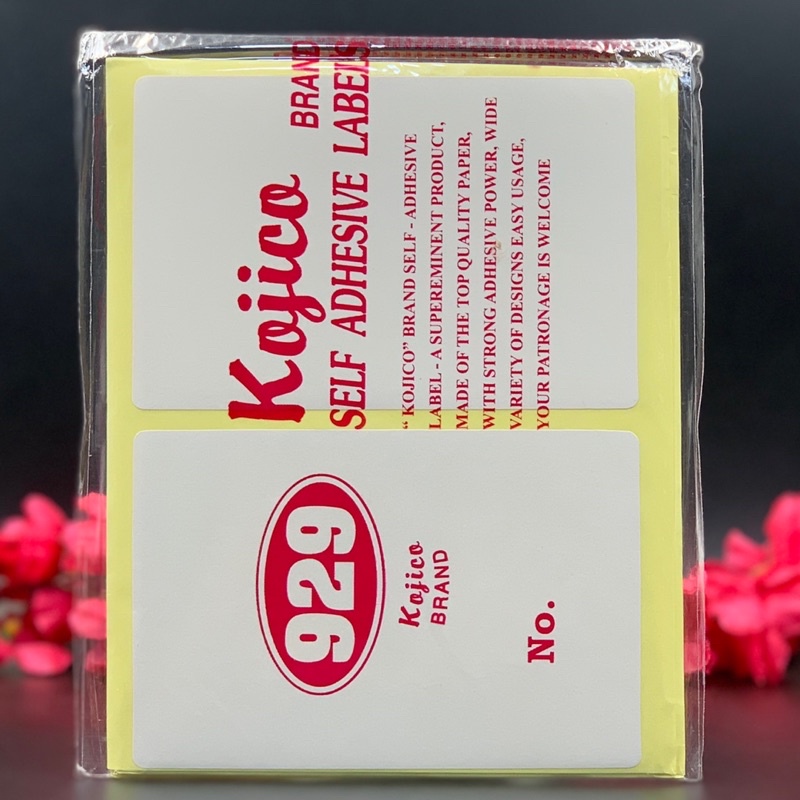 Kojico BRAND
SELF ADHESIVE LABELS
“ KOJICO” BRAND SELF - ADHESIVE
LABEL - A SUPEREMINENT PRODUCT,
MADE OF THE TOP QUALITY PAPER,
WITH STRONG ADHESIVE POWER, WIDE
VARIETY OF DESIGNS EASY USAGE,
YOUR PATRONAGE IS WELCOME
929
Kojico
BRAND
No.